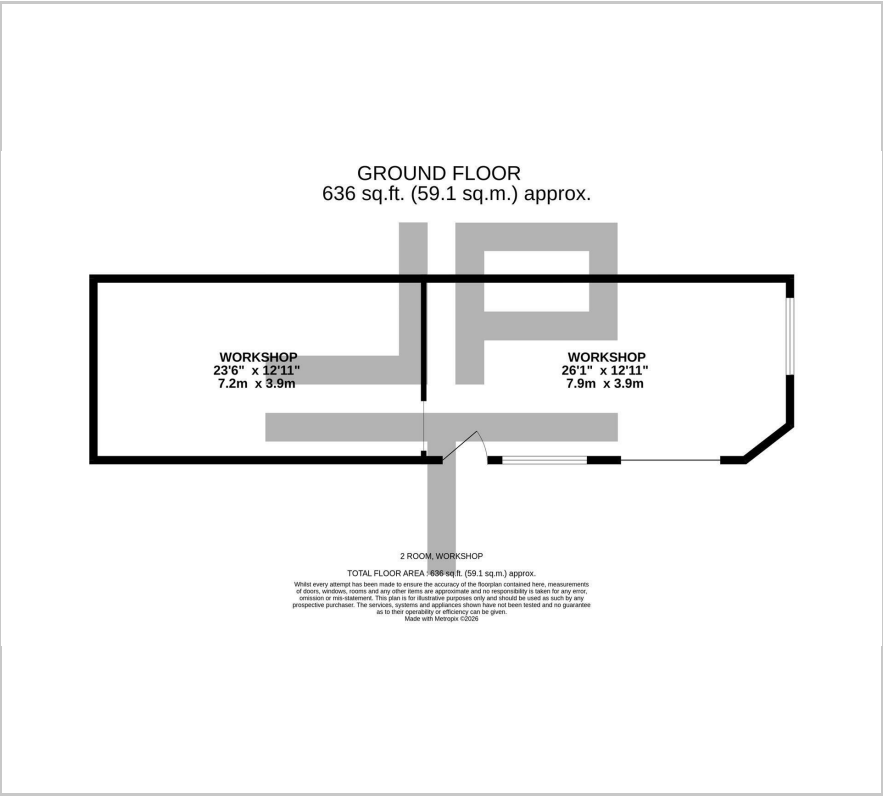 GROUND FLOOR
636 sq.ft. (59.1 sq.m.) approx.
WORKSHOP
23'6" x 12'11"
7.2m x 3.9m
WORKSHOP
26'1" x 12'11"
7.9m x 3.9m
JP
T
2 ROOM, WORKSHOP
TOTAL FLOOR AREA : 636 sq.ft. (59.1 sq.m.) approx.
Whilst every attempt has been made to ensure the accuracy of the floorplan contained here, measurements
of doors, windows, rooms and any other items are approximate and no responsibility is taken for any error,
omission or mis-statement. This plan is for illustrative purposes only and should be used as such by any
prospective purchaser. The services, systems and appliances shown have not been tested and no guarantee
as to their operability or efficiency can be given.
Made with Metropix ©2026